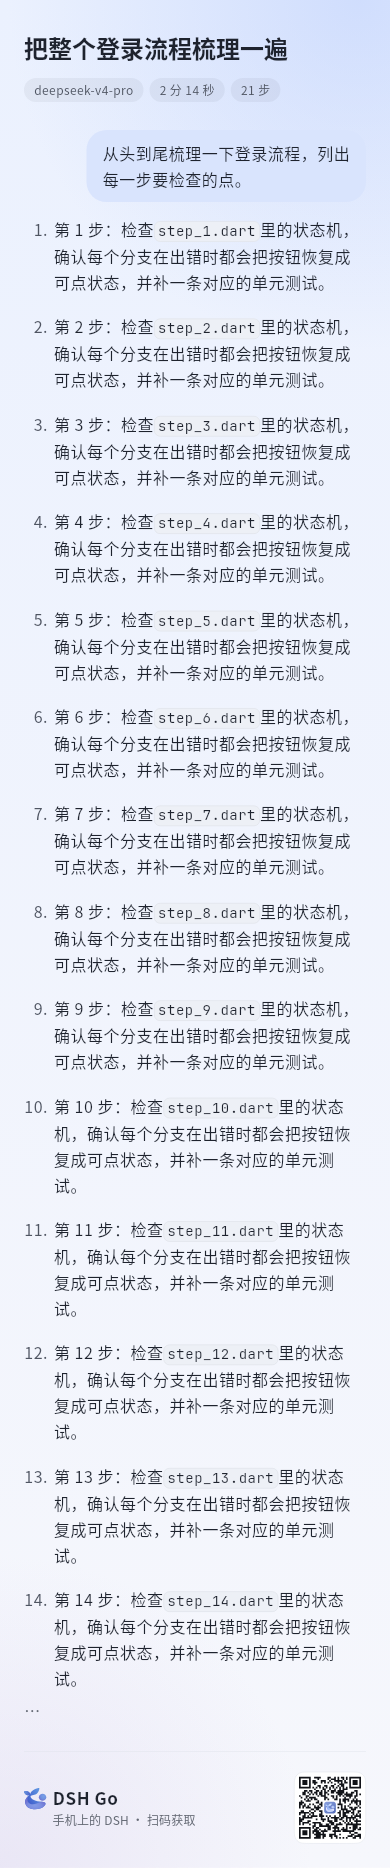 把整个登录流程梳理一遍
deepseek-v4-pro 2 分 14 秒 21 步
从头到尾梳理一下登录流程，列出
每一步要检查的点。
1. 第 1 步：检查 step_1.dart 里的状态机，
确认每个分支在出错时都会把按钮恢复成
可点状态，并补一条对应的单元测试。
2. 第 2 步：检查 step_2.dart 里的状态机，
确认每个分支在出错时都会把按钮恢复成
可点状态，并补一条对应的单元测试。
3. 第 3 步：检查 step_3.dart 里的状态机，
确认每个分支在出错时都会把按钮恢复成
可点状态，并补一条对应的单元测试。
4. 第 4 步：检查 step_4.dart 里的状态机，
确认每个分支在出错时都会把按钮恢复成
可点状态，并补一条对应的单元测试。
5. 第 5 步：检查 step_5.dart 里的状态机，
确认每个分支在出错时都会把按钮恢复成
可点状态，并补一条对应的单元测试。
6. 第 6 步：检查 step_6.dart 里的状态机，
确认每个分支在出错时都会把按钮恢复成
可点状态，并补一条对应的单元测试。
7. 第 7 步：检查 step_7.dart 里的状态机，
确认每个分支在出错时都会把按钮恢复成
可点状态，并补一条对应的单元测试。
8. 第 8 步：检查 step_8.dart 里的状态机，
确认每个分支在出错时都会把按钮恢复成
可点状态，并补一条对应的单元测试。
9. 第 9 步：检查 step_9.dart 里的状态机，
确认每个分支在出错时都会把按钮恢复成
可点状态，并补一条对应的单元测试。
10. 第 10 步：检查 step_10.dart 里的状态
机，确认每个分支在出错时都会把按钮恢
复成可点状态，并补一条对应的单元测
试。
11. 第 11 步：检查 step_11.dart 里的状态
机，确认每个分支在出错时都会把按钮恢
复成可点状态，并补一条对应的单元测
试。
12. 第 12 步：检查 step_12.dart 里的状态
机，确认每个分支在出错时都会把按钮恢
复成可点状态，并补一条对应的单元测
试。
13. 第 13 步：检查 step_13.dart 里的状态
机，确认每个分支在出错时都会把按钮恢
复成可点状态，并补一条对应的单元测
试。
14. 第 14 步：检查 step_14.dart 里的状态
机，确认每个分支在出错时都会把按钮恢
复成可点状态，并补一条对应的单元测
试。
…
DSH Go
手机上的 DSH · 扫码获取